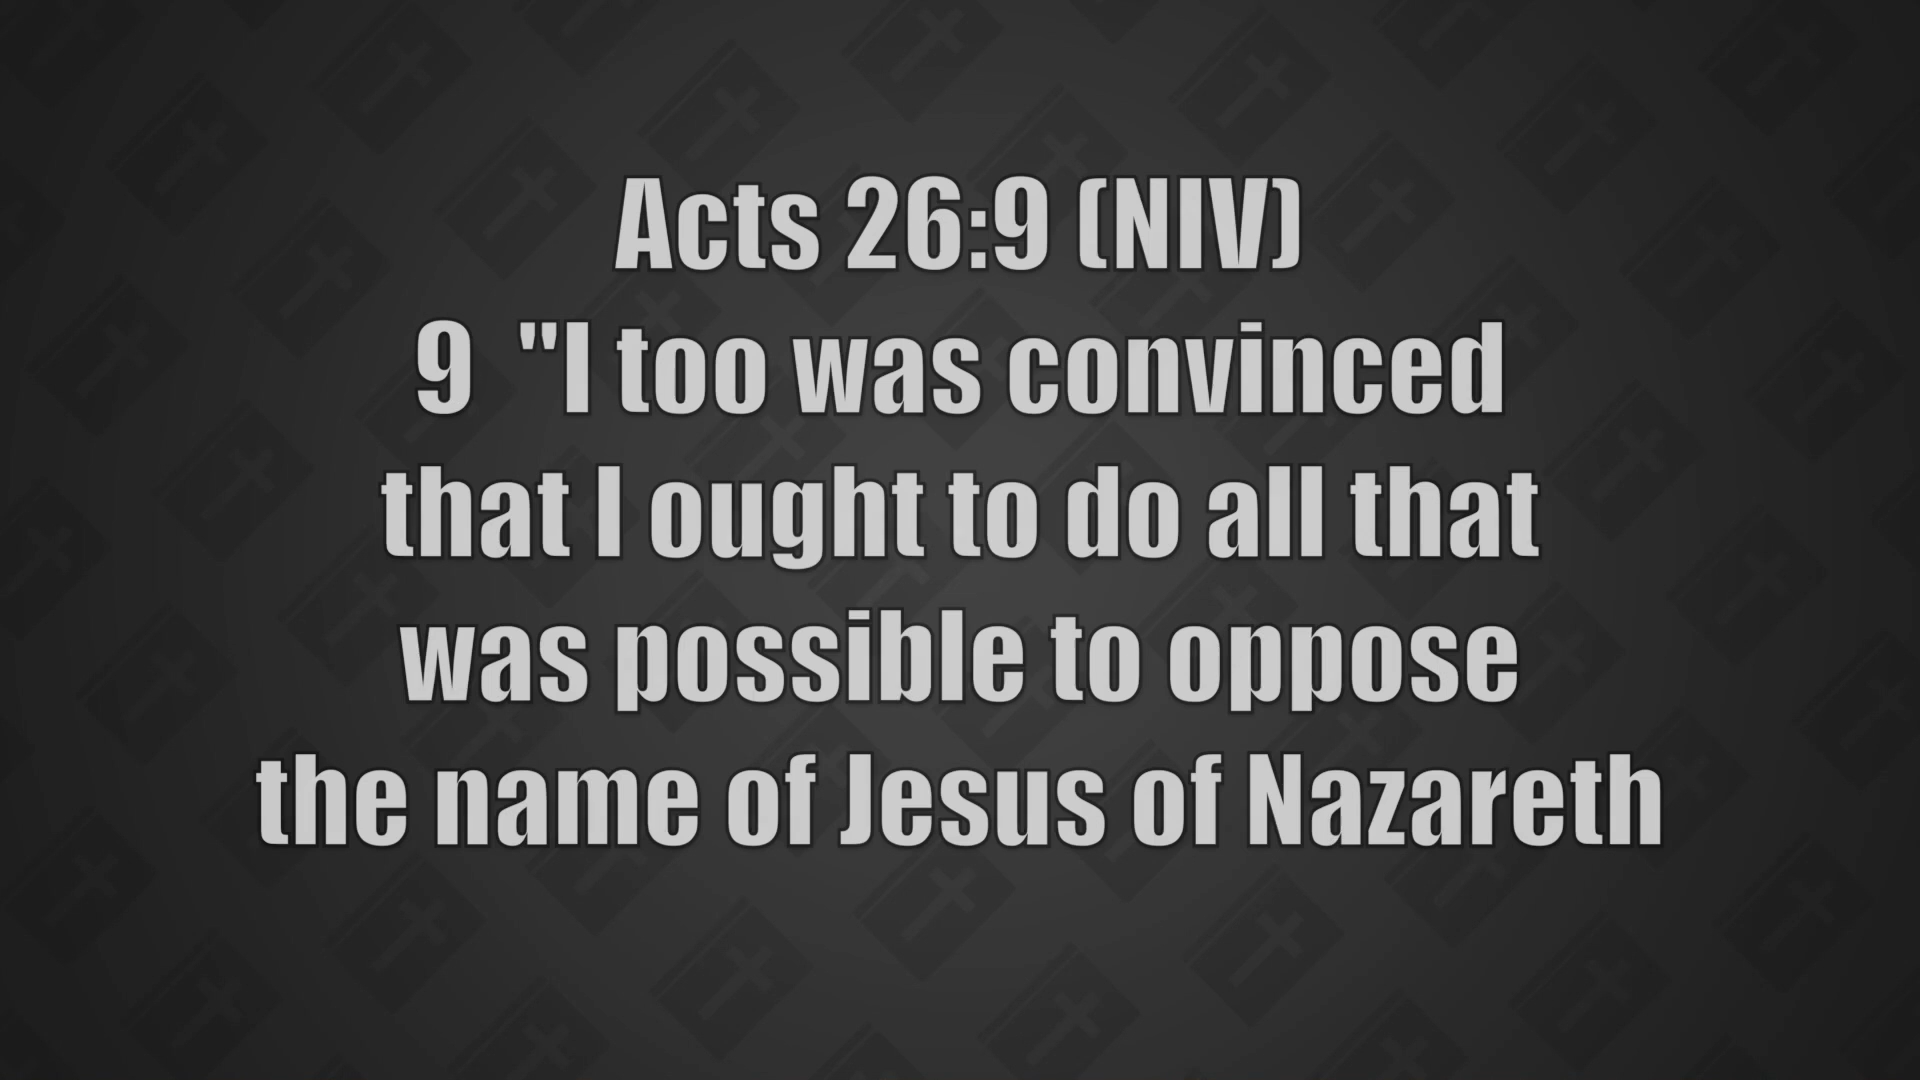 Acts 26:9 (NIV)
9  "I too was convinced
that I ought to do all that
was possible to oppose
the name of Jesus of Nazareth